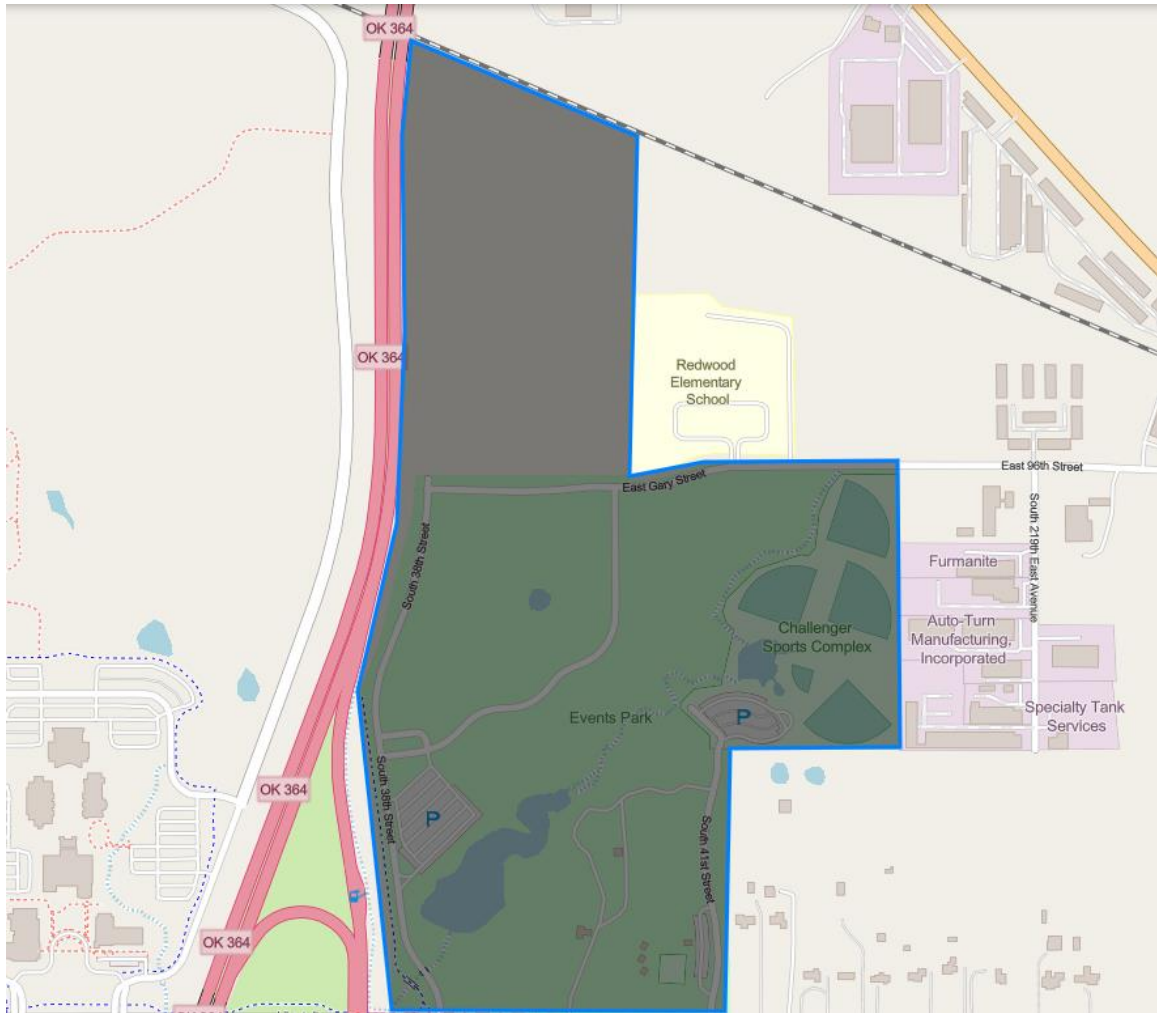 OK 364
OK 364
Redwood
Elementary
School
East 96th Street
East Gary Street
South 38th Street
South 219th East Avenue
Furmanite
Auto-Turn
Manufacturing,
Incorporated
Challenger
Sports Complex
Specialty Tank
Services
Events Park
P
OK 364
South 38th Street
P
South 41st Street
OK 364